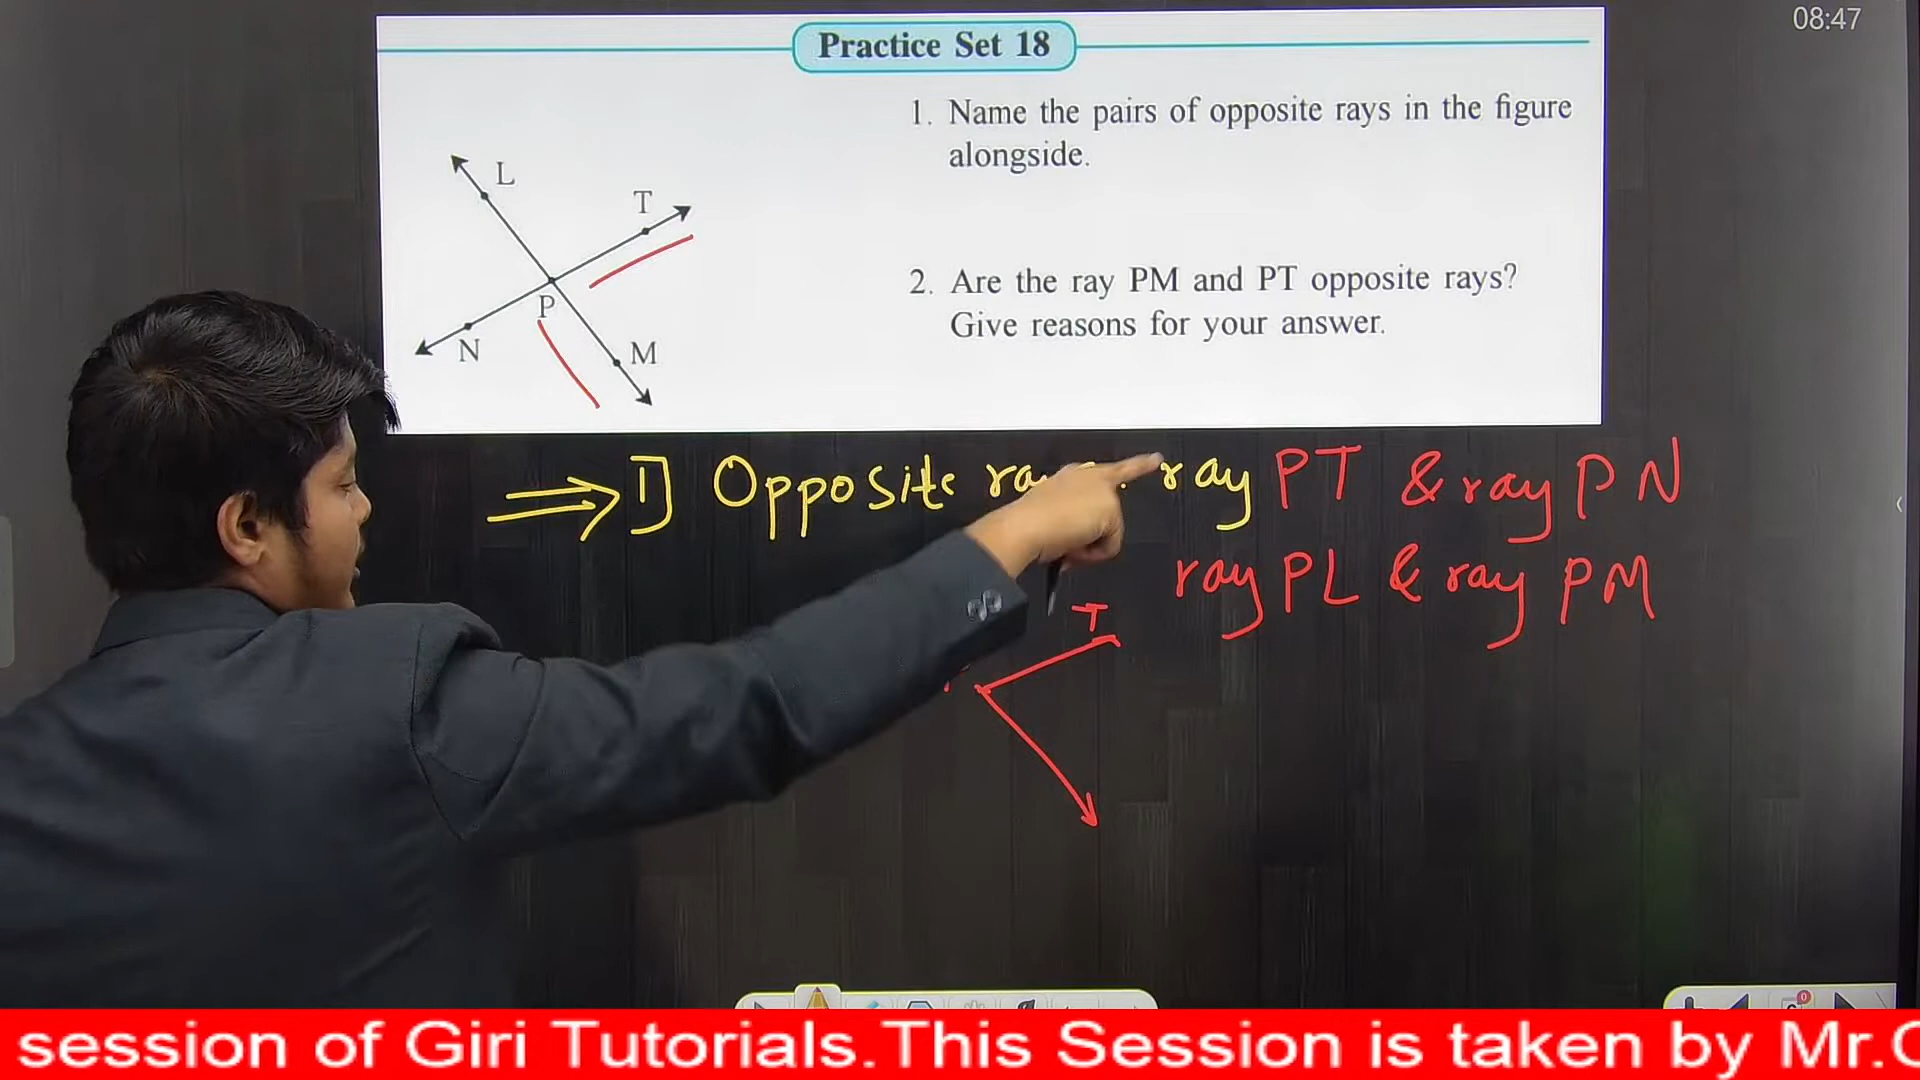 08:47
Practice Set 18
1. Name the pairs of opposite rays in the figure
alongside.
2. Are the ray PM and PT opposite rays?
Give reasons for your answer.
L
T
P
N
M
1] Opposite ray PT & ray PN
ray PL & ray PM
T
session of Giri Tutorials.This Session is taken by Mr.